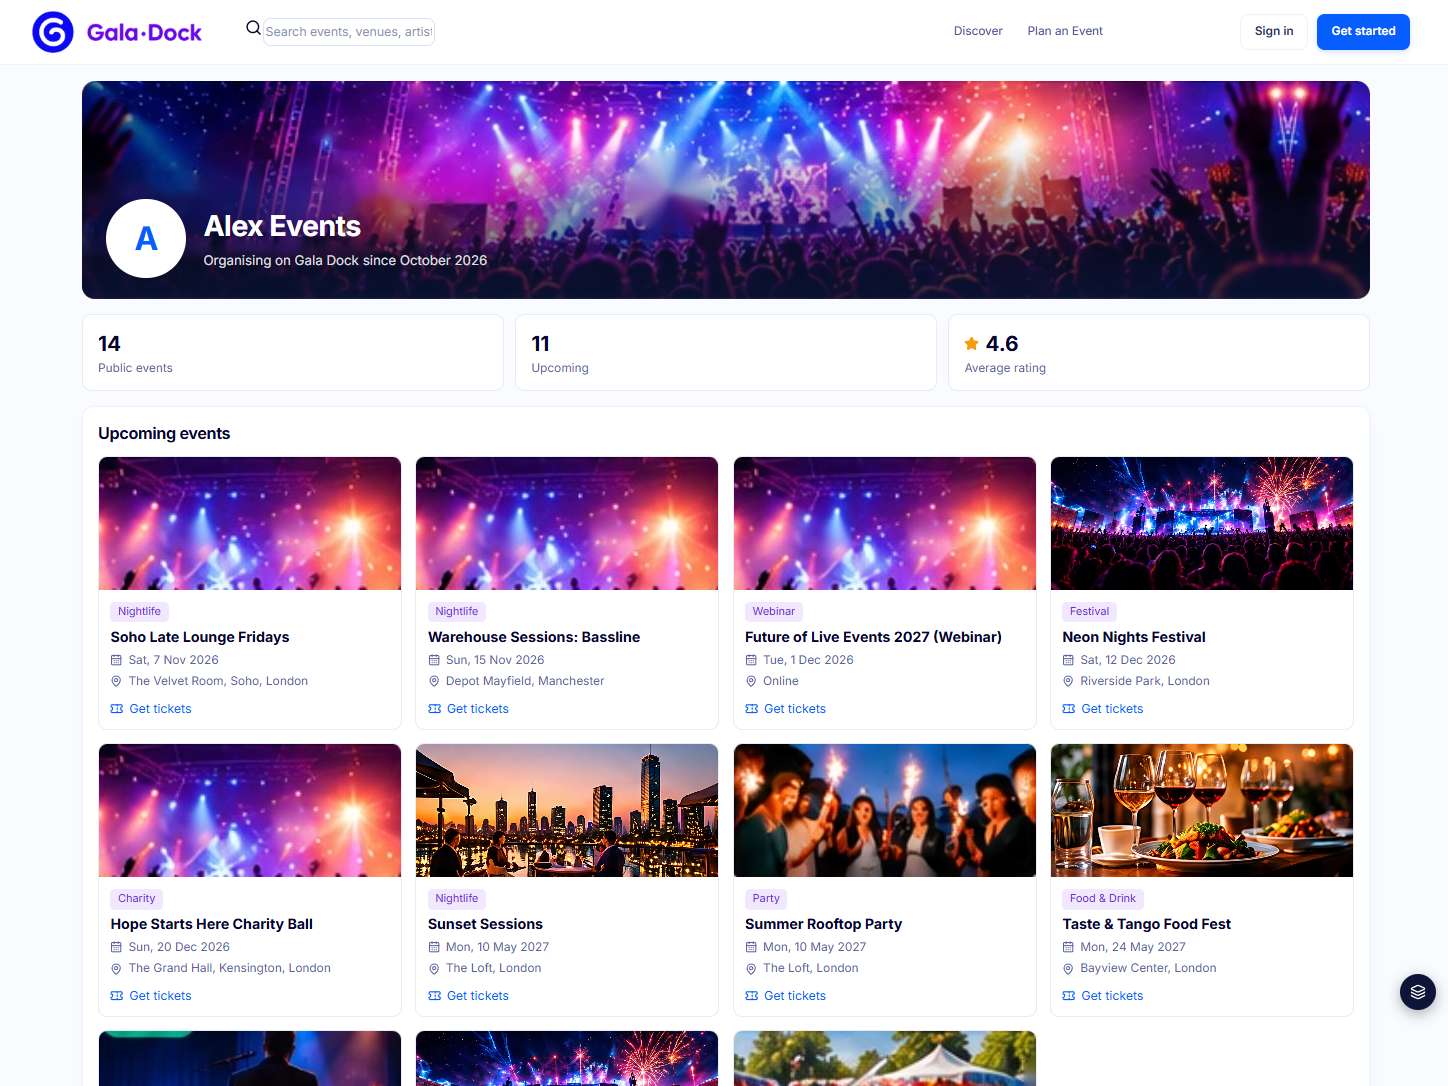 Gala·Dock
Search events, venues, artist
Discover
Plan an Event
Sign in
Get started
A
Alex Events
Organising on Gala Dock since October 2026
14
Public events
11
Upcoming
4.6
Average rating
Upcoming events
Nightlife
Soho Late Lounge Fridays
Sat, 7 Nov 2026
The Velvet Room, Soho, London
Get tickets
Nightlife
Warehouse Sessions: Bassline
Sun, 15 Nov 2026
Depot Mayfield, Manchester
Get tickets
Webinar
Future of Live Events 2027 (Webinar)
Tue, 1 Dec 2026
Online
Get tickets
Festival
Neon Nights Festival
Sat, 12 Dec 2026
Riverside Park, London
Get tickets
Charity
Hope Starts Here Charity Ball
Sun, 20 Dec 2026
The Grand Hall, Kensington, London
Get tickets
Nightlife
Sunset Sessions
Mon, 10 May 2027
The Loft, London
Get tickets
Party
Summer Rooftop Party
Mon, 10 May 2027
The Loft, London
Get tickets
Food & Drink
Taste & Tango Food Fest
Mon, 24 May 2027
Bayview Center, London
Get tickets